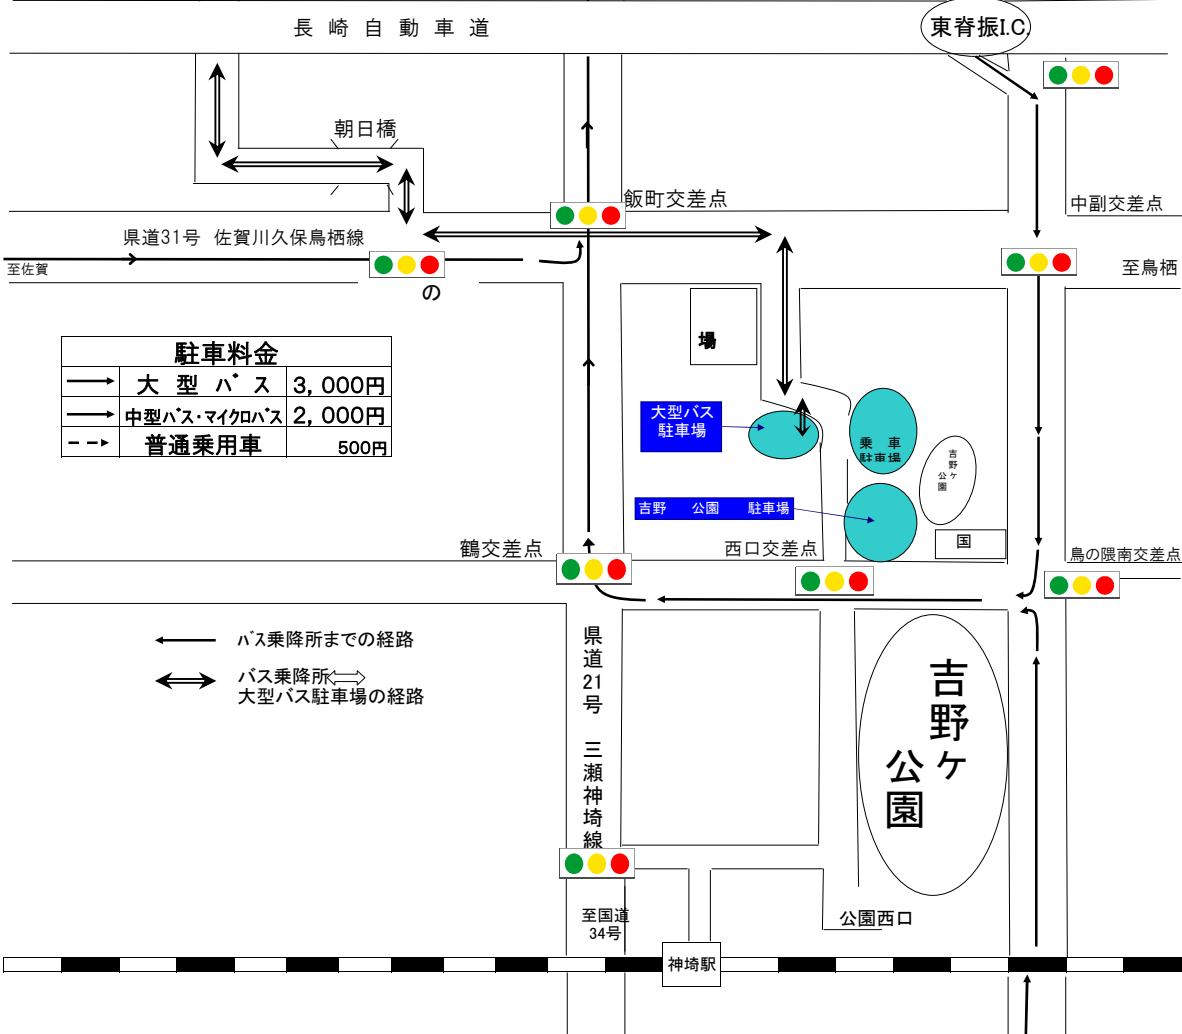 長崎自動車道
東脊振I.C.
朝日橋
飯町交差点
中副交差点
県道31号 佐賀川久保鳥栖線
至佐賀
至鳥栖
の
場
駐車料金
大型バス 3,000円
中型バス・マイクロバス 2,000円
普通乗用車 500円
大型バス
駐車場
乗 車
駐車場
吉野ヶ
公園
吉野 公園 駐車場
国
鶴交差点
西口交差点
鳥の隈南交差点
バス乗降所までの経路
バス乗降所⇔
大型バス駐車場の経路
県道21号 三瀬神埼線
吉野ヶ
公園
至国道
34号
公園西口
神埼駅